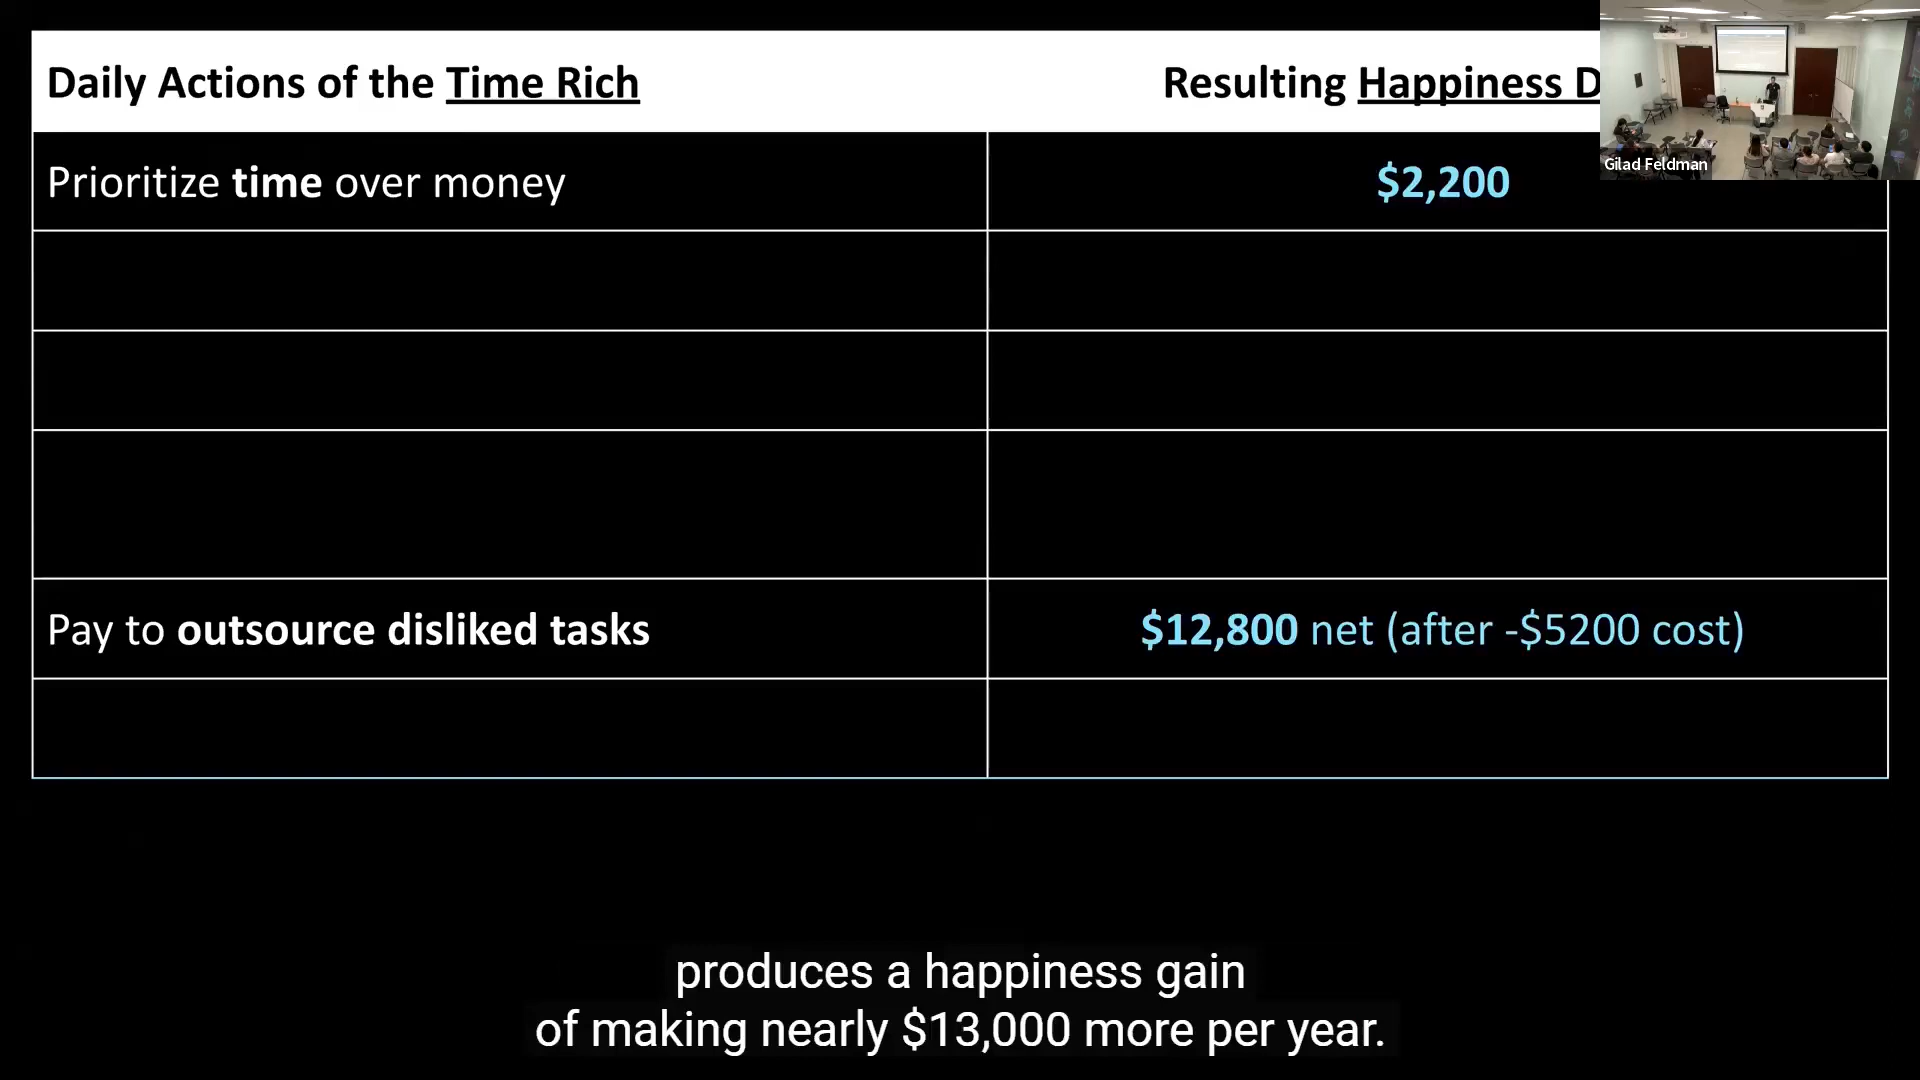 Daily Actions of the Time Rich
Resulting Happiness D
Gilad Feldman
Prioritize time over money
$2,200
Pay to outsource disliked tasks
$12,800 net (after -$5200 cost)
produces a happiness gain
of making nearly $13,000 more per year.